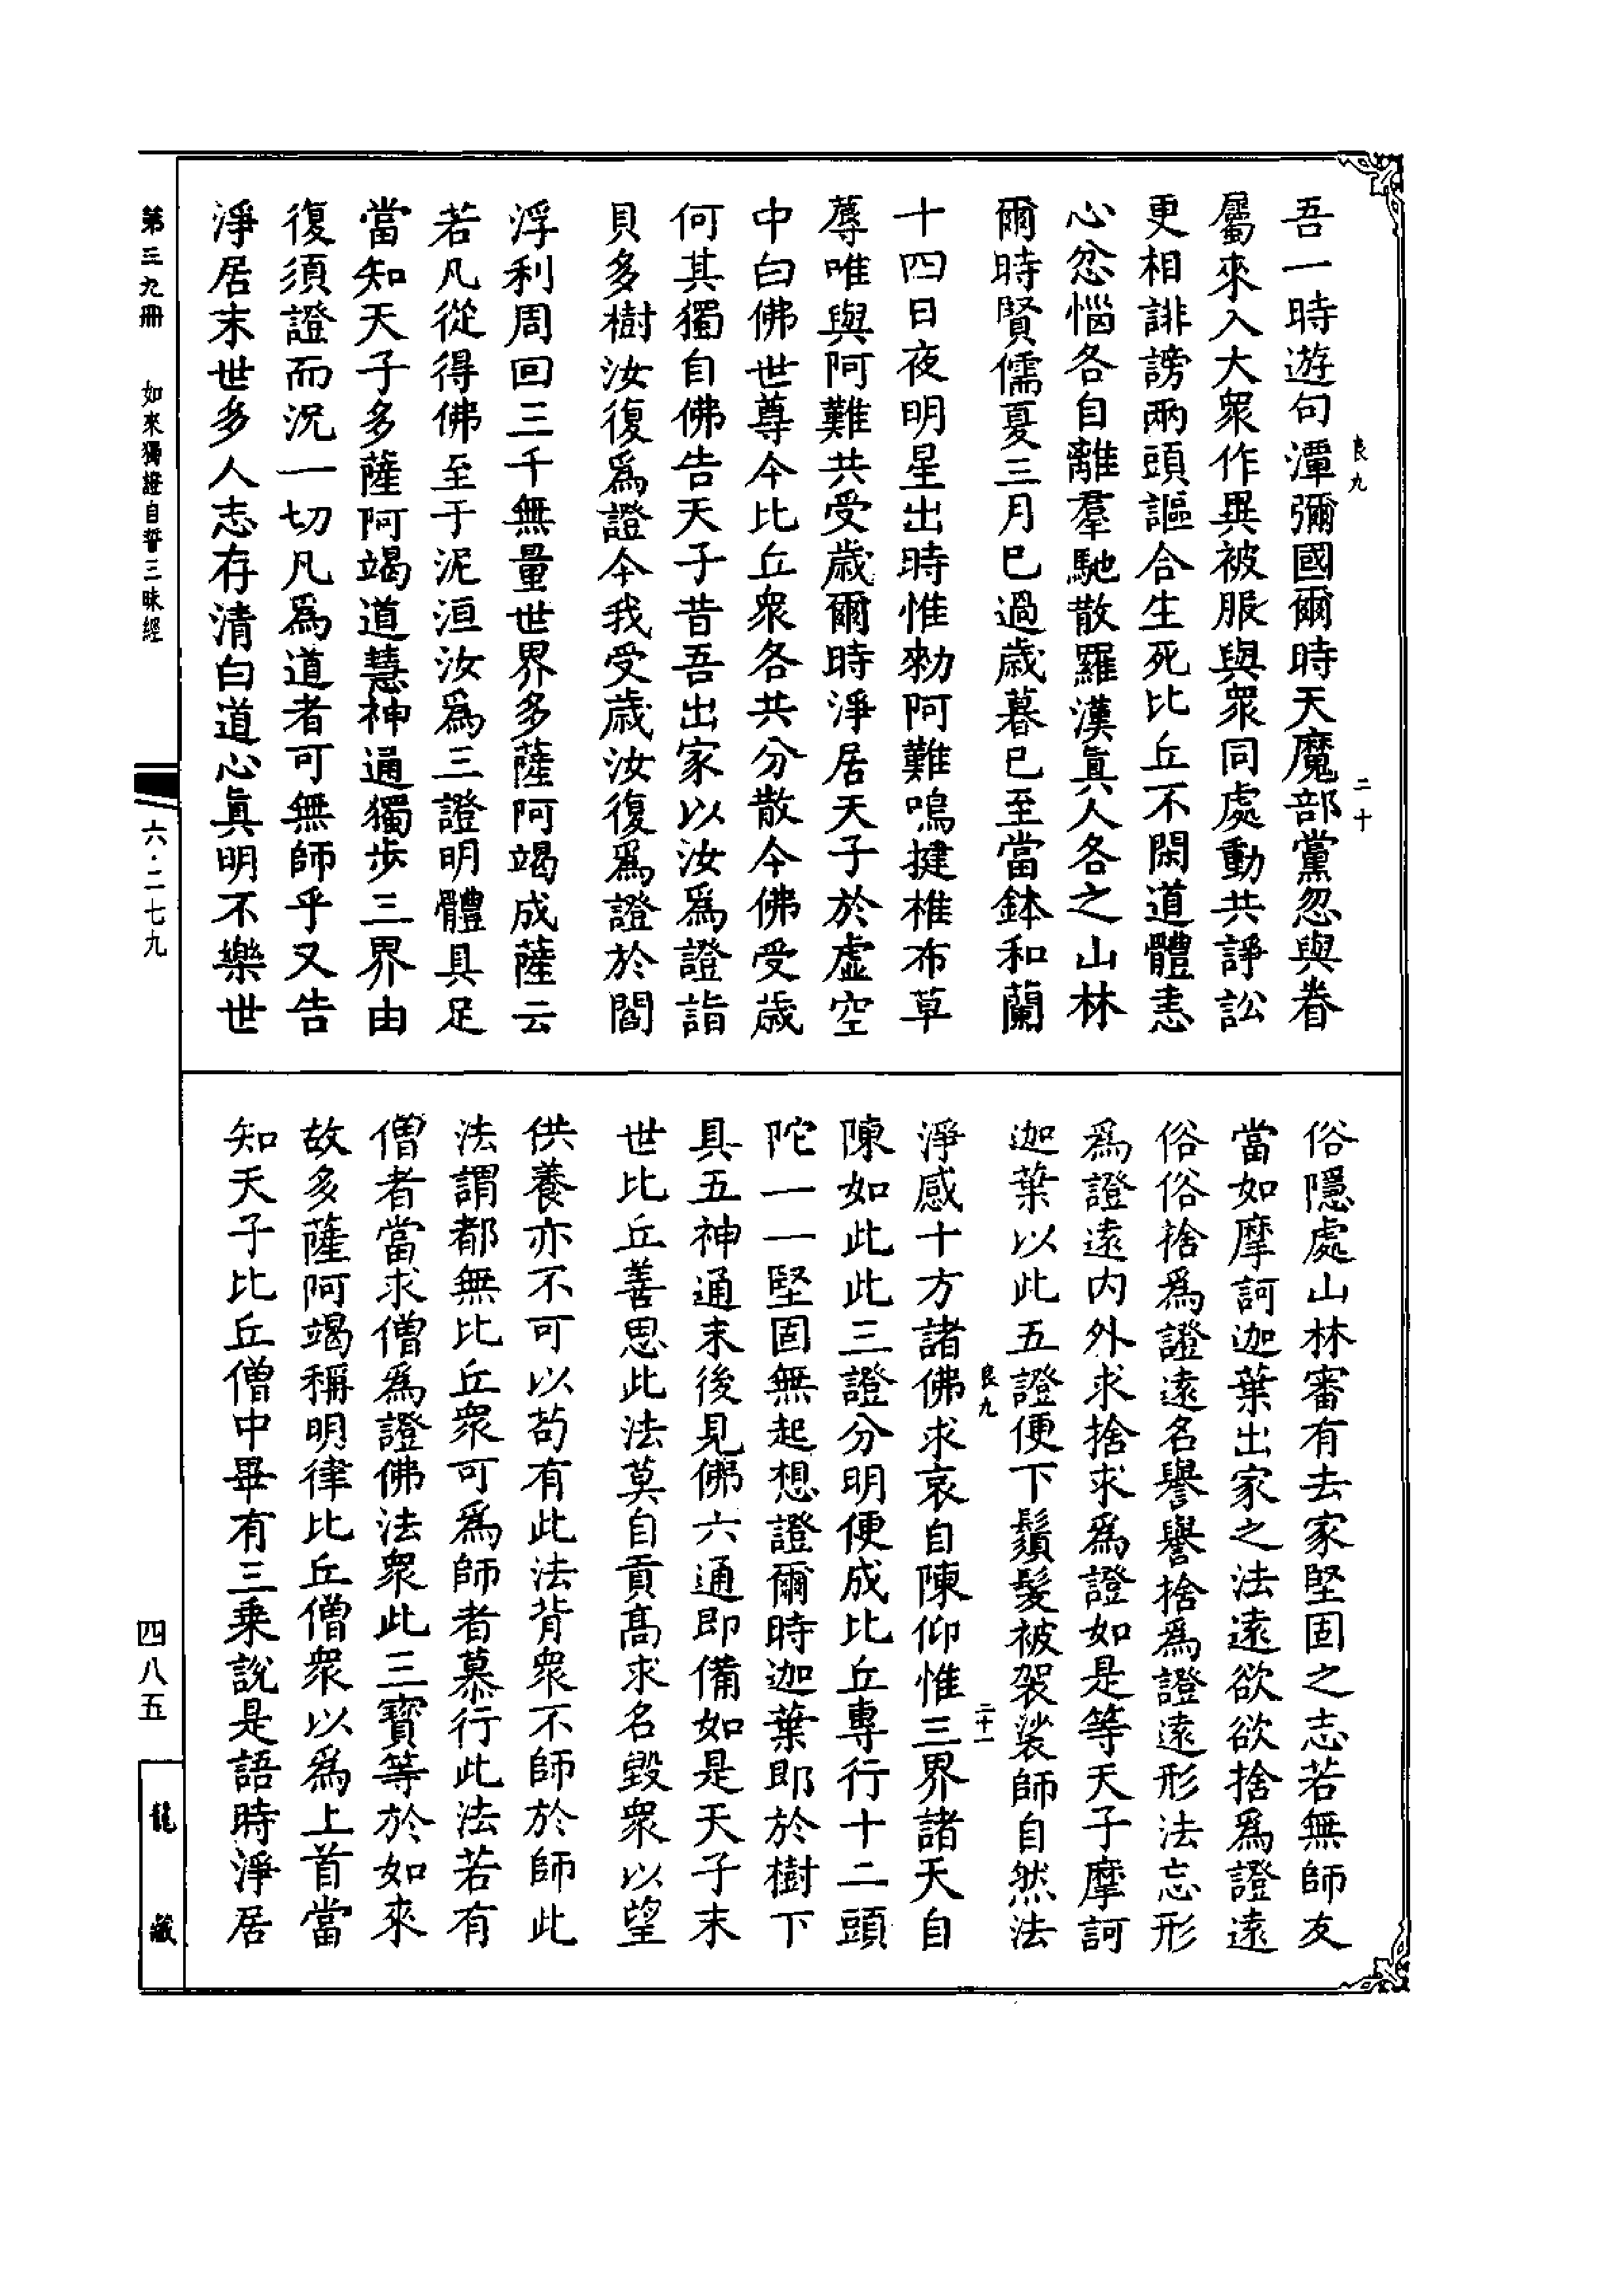 吾一時遊句潭彌國爾時天魔部黨忽與眷
屬來入大衆作異被服與衆同處動共諍訟
更相誹謗兩頭謳合生死比丘不閑道體恚
心忿惱各自離羣馳散羅漢眞人各之山林
爾時賢儒夏三月已過歲暮已至當鉢和蘭
十四日夜明星出時惟勑阿難鳴揵椎布草
蓐唯與阿難共受歲爾時淨居天子於虛空
中白佛世尊今比丘衆各共分散今佛受歲
何其獨自佛告天子昔吾出家以汝爲證詣
貝多樹汝復爲證今我受歲汝復爲證於閻
浮利周回三千無量世界多薩阿竭成薩云
若凡從得佛至于泥洹汝爲三證明體具足
當知天子多薩阿竭道慧神通獨步三界由
復須證而況一切凡爲道者可無師乎又告
淨居末世多人志存清白道心眞明不樂世
良九
二十
俗隱處山林審有去家堅固之志若無師友
當如摩訶迦葉出家之法遠欲欲捨爲證遠
俗俗捨爲證遠名譽譽捨爲證遠形法忘形
爲證遠內外求捨求爲證如是等天子摩訶
迦葉以此五證便下鬚髮被袈裟師自然法
淨感十方諸佛求哀自陳仰惟三界諸天自
陳如此此三證分明便成比丘專行十二頭
陀一一堅固無起想證爾時迦葉即於樹下
具五神通末後見佛六通即備如是天子末
世比丘善思此法莫自貢高求名毀衆以望
供養亦不可以苟有此法背衆不師於師此
法謂都無比丘衆可爲師者慕行此法若有
僧者當求僧爲證佛法衆此三寶等於如來
故多薩阿竭稱明律比丘僧衆以爲上首當
知天子比丘僧中畢有三乘說是語時淨居
良九
二十一
第三九冊
如來獨證自誓三昧經
六·二七九
四八五
龍藏